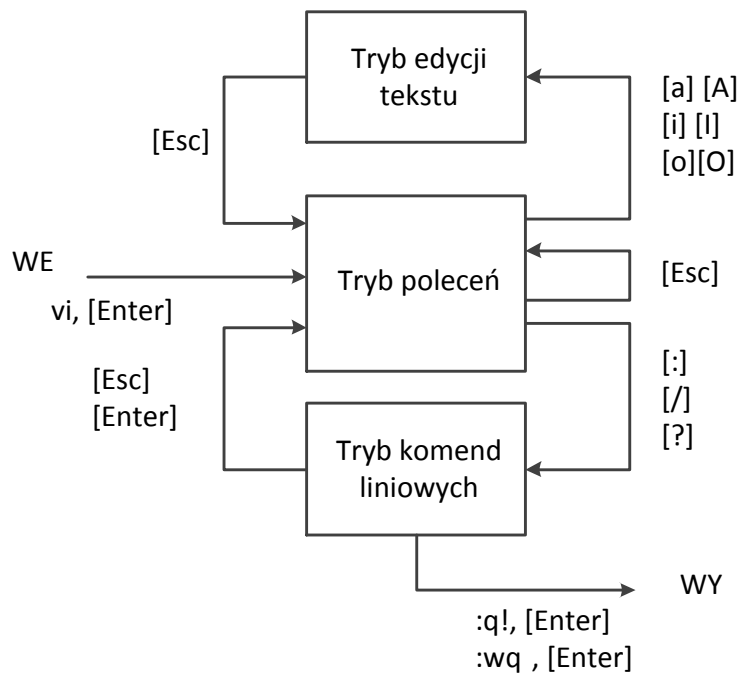 Tryb edycji
tekstu
[a] [A]
[i] [I]
[o][O]
[Esc]
WE
vi, [Enter]
Tryb poleceń
[Esc]
[Esc]
[Enter]
[:]
[/]
[?]
Tryb komend
liniowych
WY
:q!, [Enter]
:wq , [Enter]